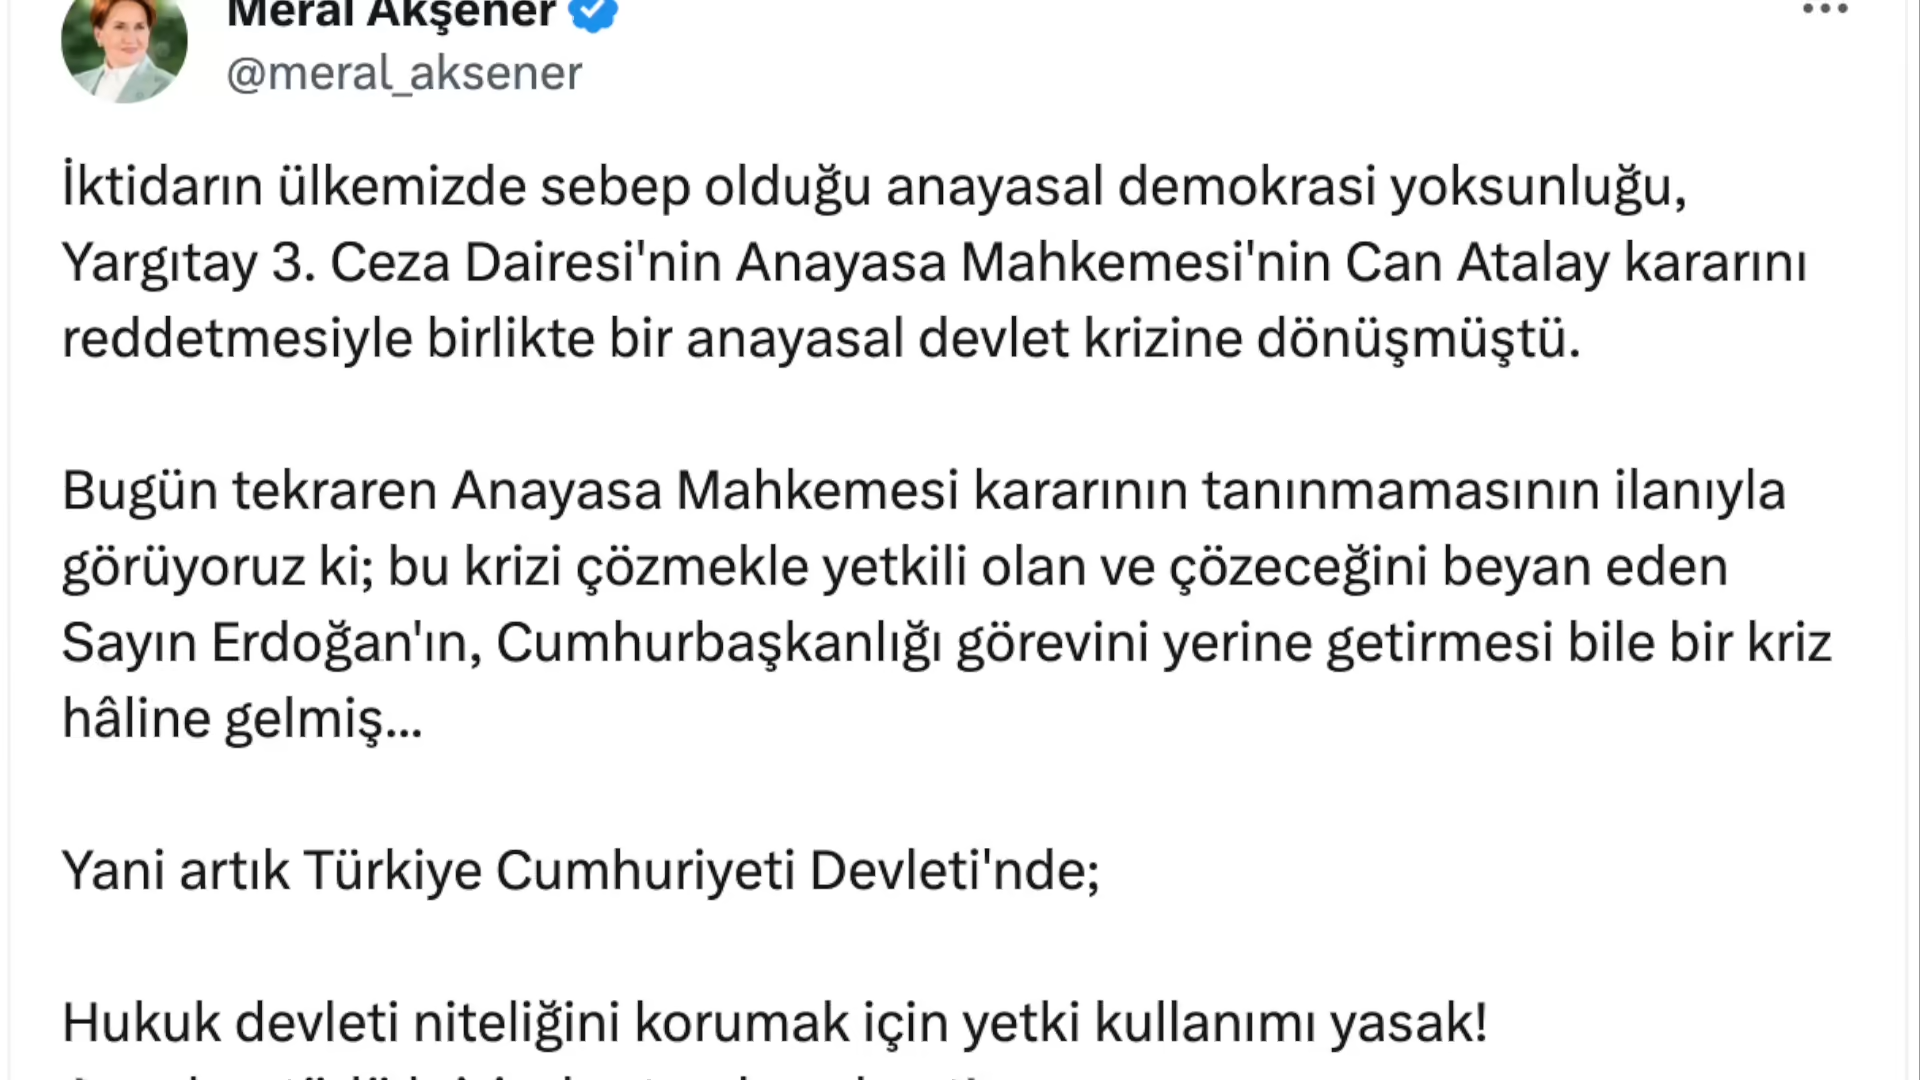 Meral Akşener
@meral_aksener
İktidarın ülkemizde sebep olduğu anayasal demokrasi yoksunluğu,
Yargıtay 3. Ceza Dairesi'nin Anayasa Mahkemesi'nin Can Atalay kararını
reddetmesiyle birlikte bir anayasal devlet krizine dönüşmüştü.
Bugün tekraren Anayasa Mahkemesi kararının tanınmamasının ilanıyla
görüyoruz ki; bu krizi çözmekle yetkili olan ve çözeceğini beyan eden
Sayın Erdoğan'ın, Cumhurbaşkanlığı görevini yerine getirmesi bile bir kriz
hâline gelmiş...
Yani artık Türkiye Cumhuriyeti Devleti'nde;
Hukuk devleti niteliğini korumak için yetki kullanımı yasak!